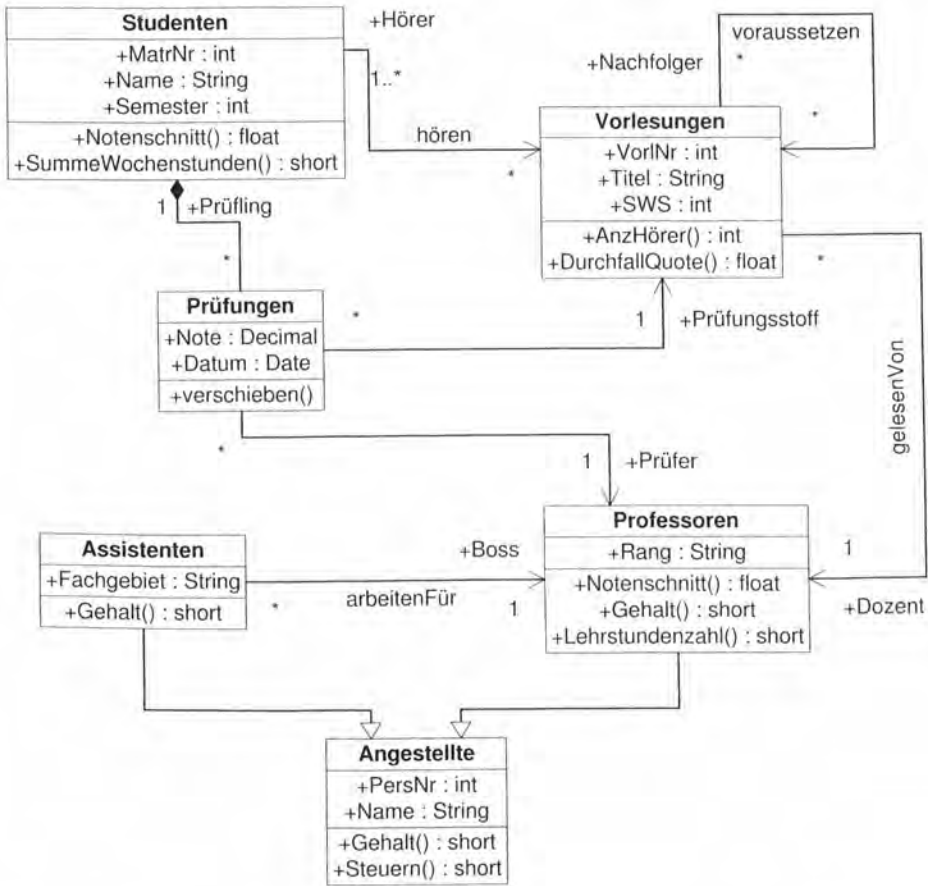 Studenten
+MatrNr : int
+Name : String
+Semester : int
+Notenschnitt() : float
+SummeWochenstunden() : short
+Hörer
1..*
hören
*
voraussetzen
+Nachfolger
*
*
Vorlesungen
+VorlNr : int
+Titel : String
+SWS : int
+AnzHörer() : int
+DurchfallQuote() : float
1
+Prüfling
*
Prüfungen
+Note : Decimal
+Datum : Date
+verschieben()
*
1
+Prüfungsstoff
*
gelesenVon
1
+Dozent
*
1
+Prüfer
Assistenten
+Fachgebiet : String
+Gehalt() : short
+Boss
*
arbeitenFür
1
Professoren
+Rang : String
+Notenschnitt() : float
+Gehalt() : short
+Lehrstundenzahl() : short
Angestellte
+PersNr : int
+Name : String
+Gehalt() : short
+Steuern() : short